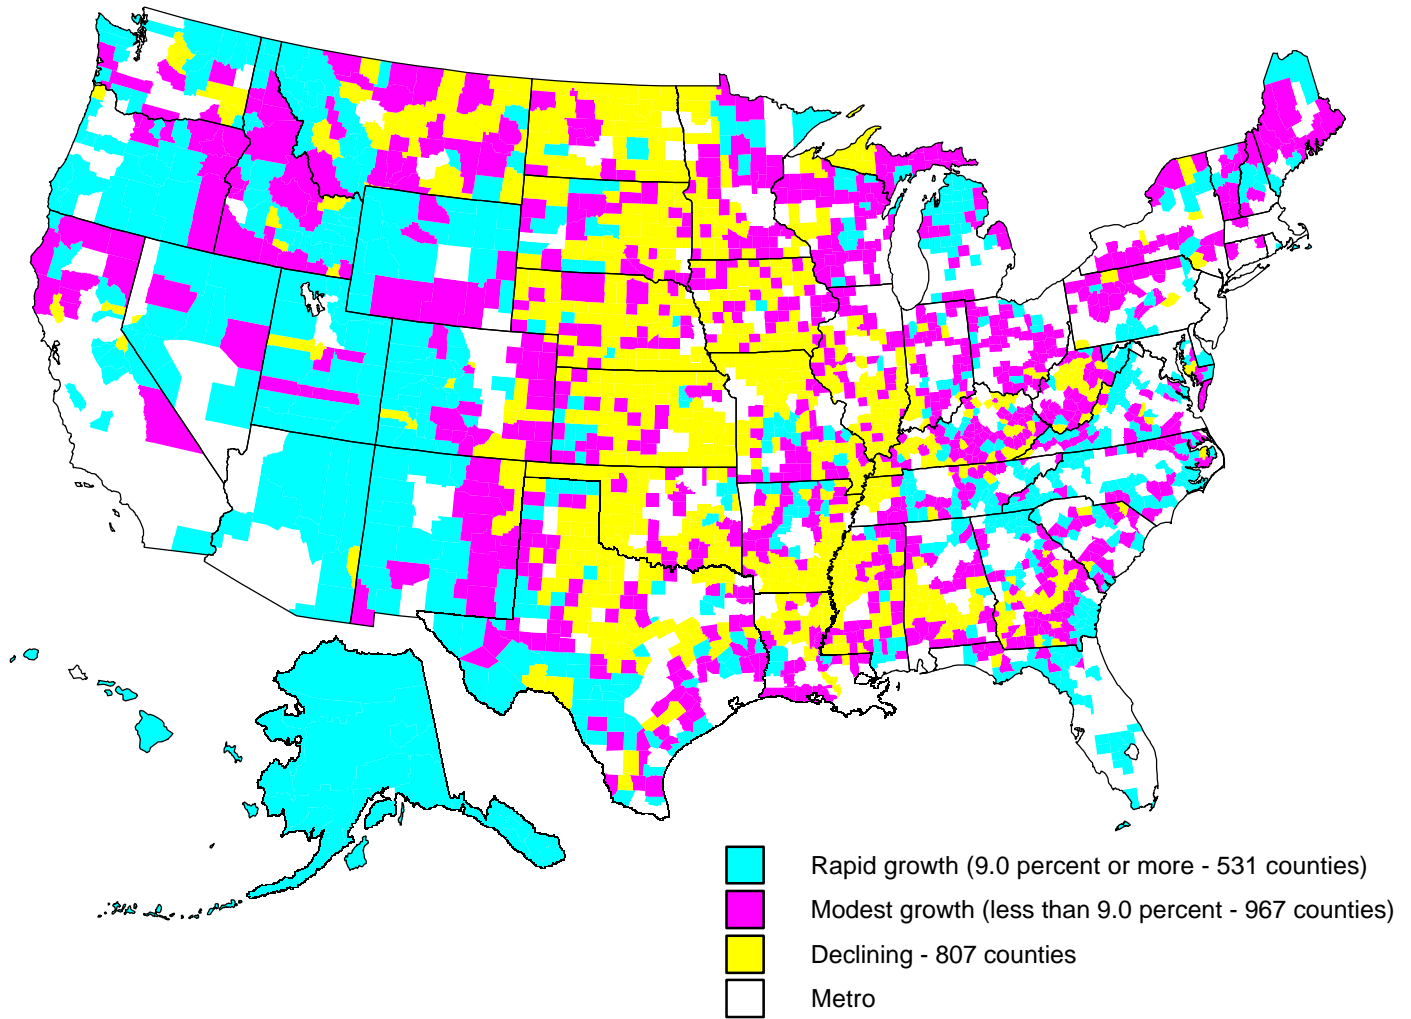 Rapid growth (9.0 percent or more - 531 counties)
Modest growth (less than 9.0 percent - 967 counties)
Declining - 807 counties
Metro